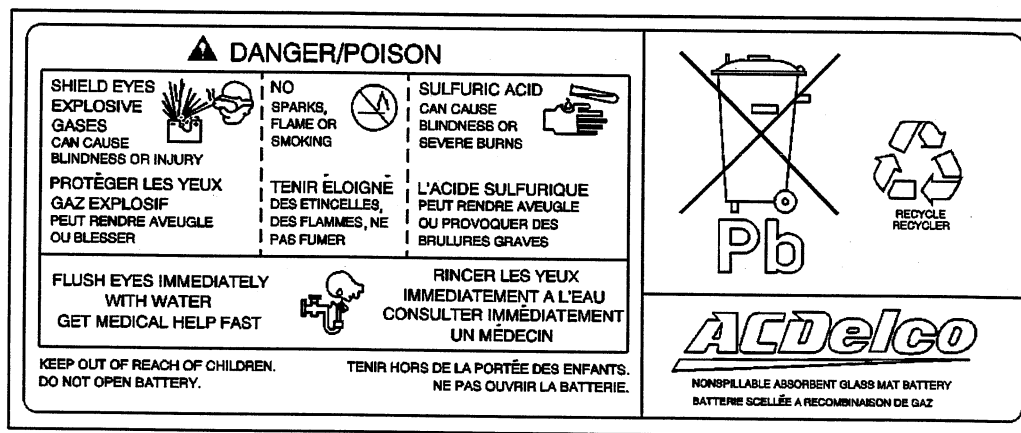 DANGER/POISON
SHIELD EYES
EXPLOSIVE
GASES
CAN CAUSE
BLINDNESS OR INJURY
PROTÉGER LES YEUX
GAZ EXPLOSIF
PEUT RENDRE AVEUGLE
OU BLESSER
NO
SPARKS,
FLAME OR
SMOKING
TENIR ÉLOIGNÉ
DES ETINCELLES,
DES FLAMMES, NE
PAS FUMER
SULFURIC ACID
CAN CAUSE
BLINDNESS OR
SEVERE BURNS
L'ACIDE SULFURIQUE
PEUT RENDRE AVEUGLE
OU PROVOQUER DES
BRULURES GRAVES
FLUSH EYES IMMEDIATELY
WITH WATER
GET MEDICAL HELP FAST
RINCER LES YEUX
IMMEDIATEMENT A L'EAU
CONSULTER IMMÉDIATEMENT
UN MÉDECIN
KEEP OUT OF REACH OF CHILDREN.
DO NOT OPEN BATTERY.
TENIR HORS DE LA PORTÉE DES ENFANTS.
NE PAS OUVRIR LA BATTERIE.
Pb
RECYCLE
RECYCLER
ACDelco
NONSPILLABLE ABSORBENT GLASS MAT BATTERY
BATTERIE SCELLÉE A RECOMBINAISON DE GAZ